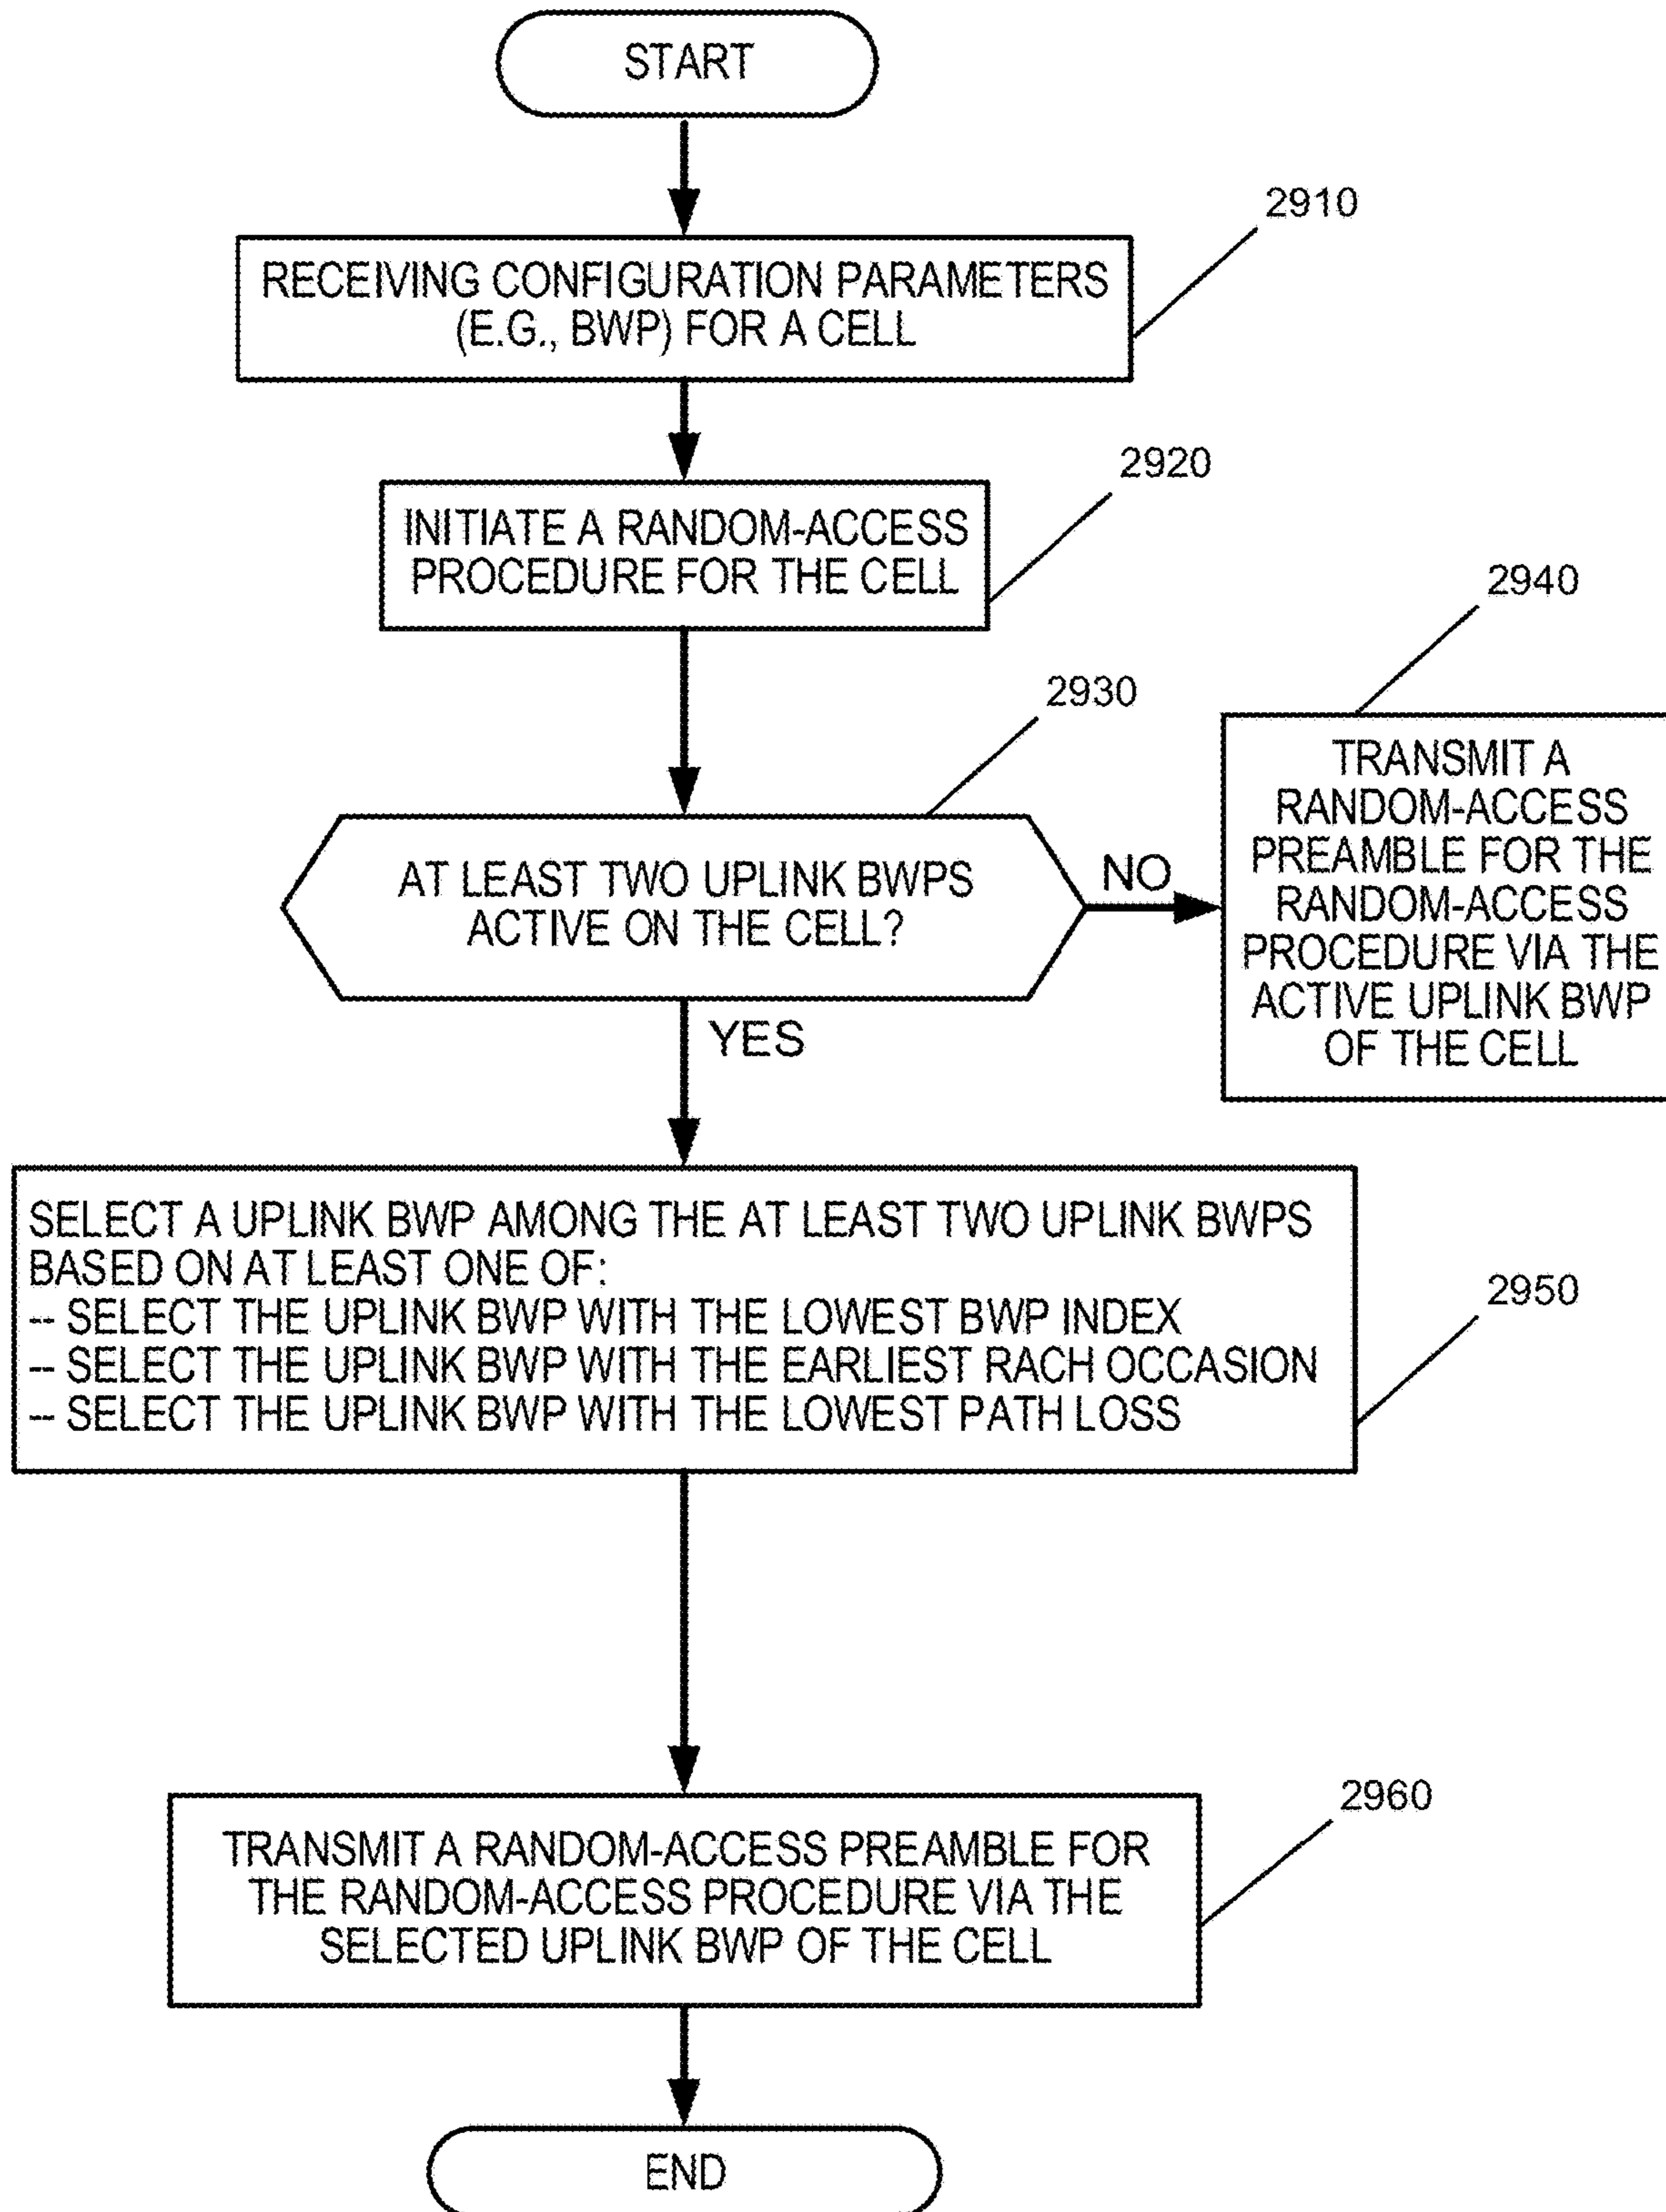 START
2910
RECEIVING CONFIGURATION PARAMETERS
(E.G., BWP) FOR A CELL
2920
INITIATE A RANDOM-ACCESS
PROCEDURE FOR THE CELL
2930
AT LEAST TWO UPLINK BWPS
ACTIVE ON THE CELL?
NO
2940
TRANSMIT A
RANDOM-ACCESS
PREAMBLE FOR THE
RANDOM-ACCESS
PROCEDURE VIA THE
ACTIVE UPLINK BWP
OF THE CELL
YES
SELECT A UPLINK BWP AMONG THE AT LEAST TWO UPLINK BWPS
BASED ON AT LEAST ONE OF:
-- SELECT THE UPLINK BWP WITH THE LOWEST BWP INDEX
-- SELECT THE UPLINK BWP WITH THE EARLIEST RACH OCCASION
-- SELECT THE UPLINK BWP WITH THE LOWEST PATH LOSS
2950
2960
TRANSMIT A RANDOM-ACCESS PREAMBLE FOR
THE RANDOM-ACCESS PROCEDURE VIA THE
SELECTED UPLINK BWP OF THE CELL
END